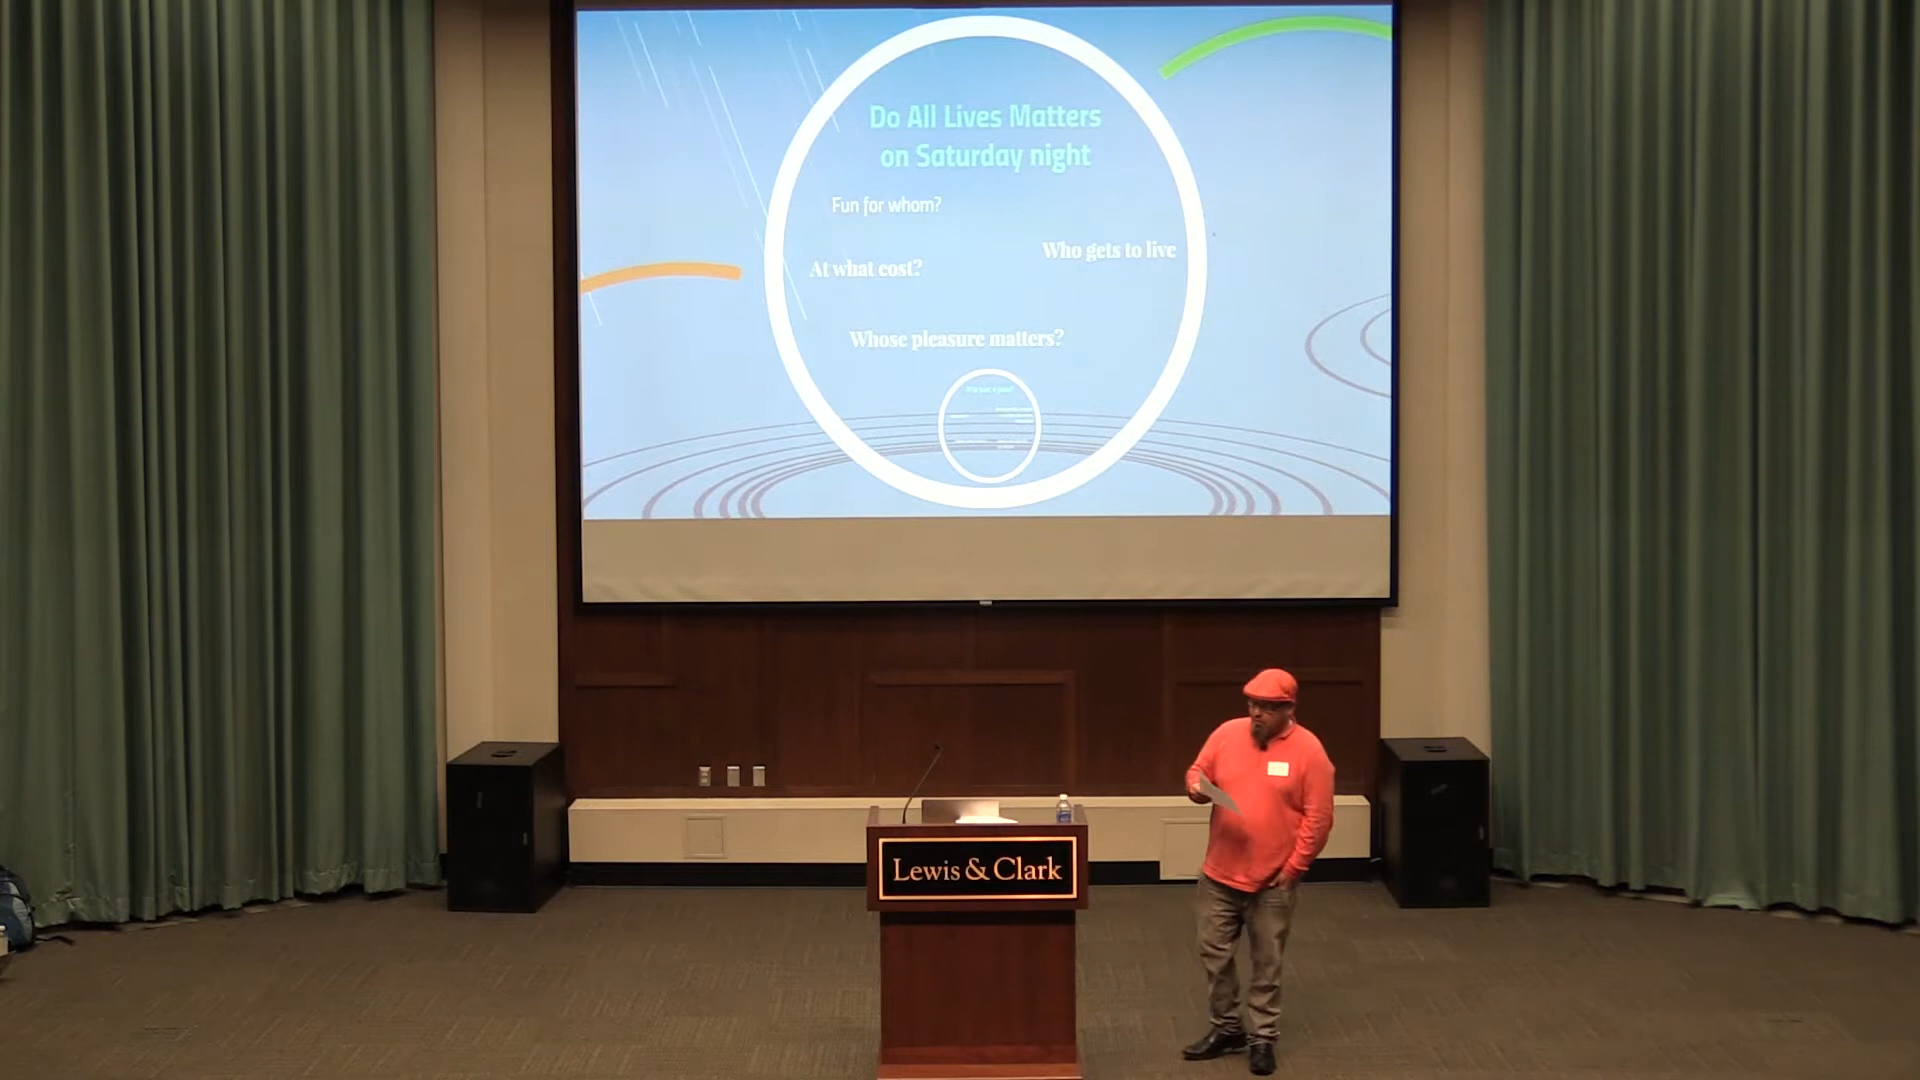 Do All Lives Matters
on Saturday night
Fun for whom?
Who gets to live
At what cost?
Whose pleasure matters?
Lewis & Clark